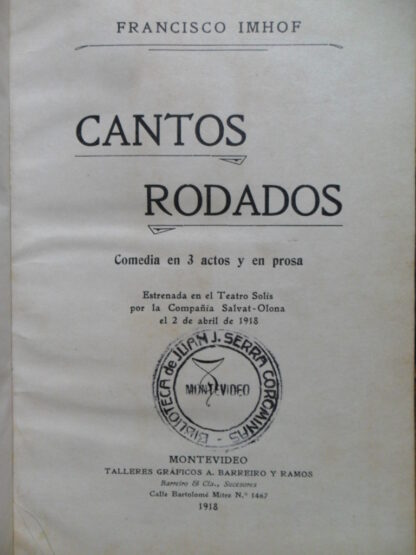 FRANCISCO IMHOF
CANTOS
RODADOS
Comedia en 3 actos y en prosa
Estrenada en el Teatro Solís
por la Compañía Salvat-Olona
el 2 de abril de 1918
BIBLIOTECA de JUAN J. SERRA COROMINAS
MONTEVIDEO
MONTEVIDEO
TALLERES GRÁFICOS A. BARREIRO Y RAMOS
Barreiro & Cía., Sucesores
Calle Bartolomé Mitre N.º 1467
1918